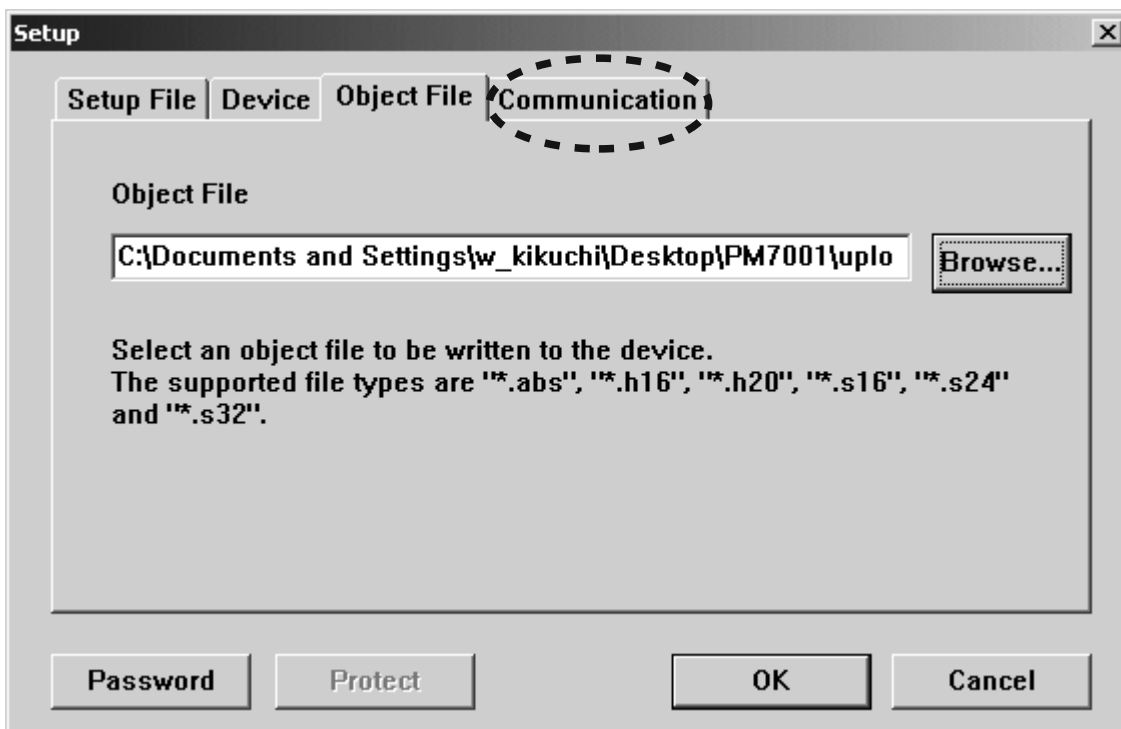 Setup
Setup File Device Object File Communication
Object File
C:\Documents and Settings\w_kikuchi\Desktop\PM7001\uplo
Browse...
Select an object file to be written to the device.
The supported file types are "*.abs", "*.h16", "*.h20", "*.s16", "*.s24"
and "*.s32".
Password Protect OK Cancel